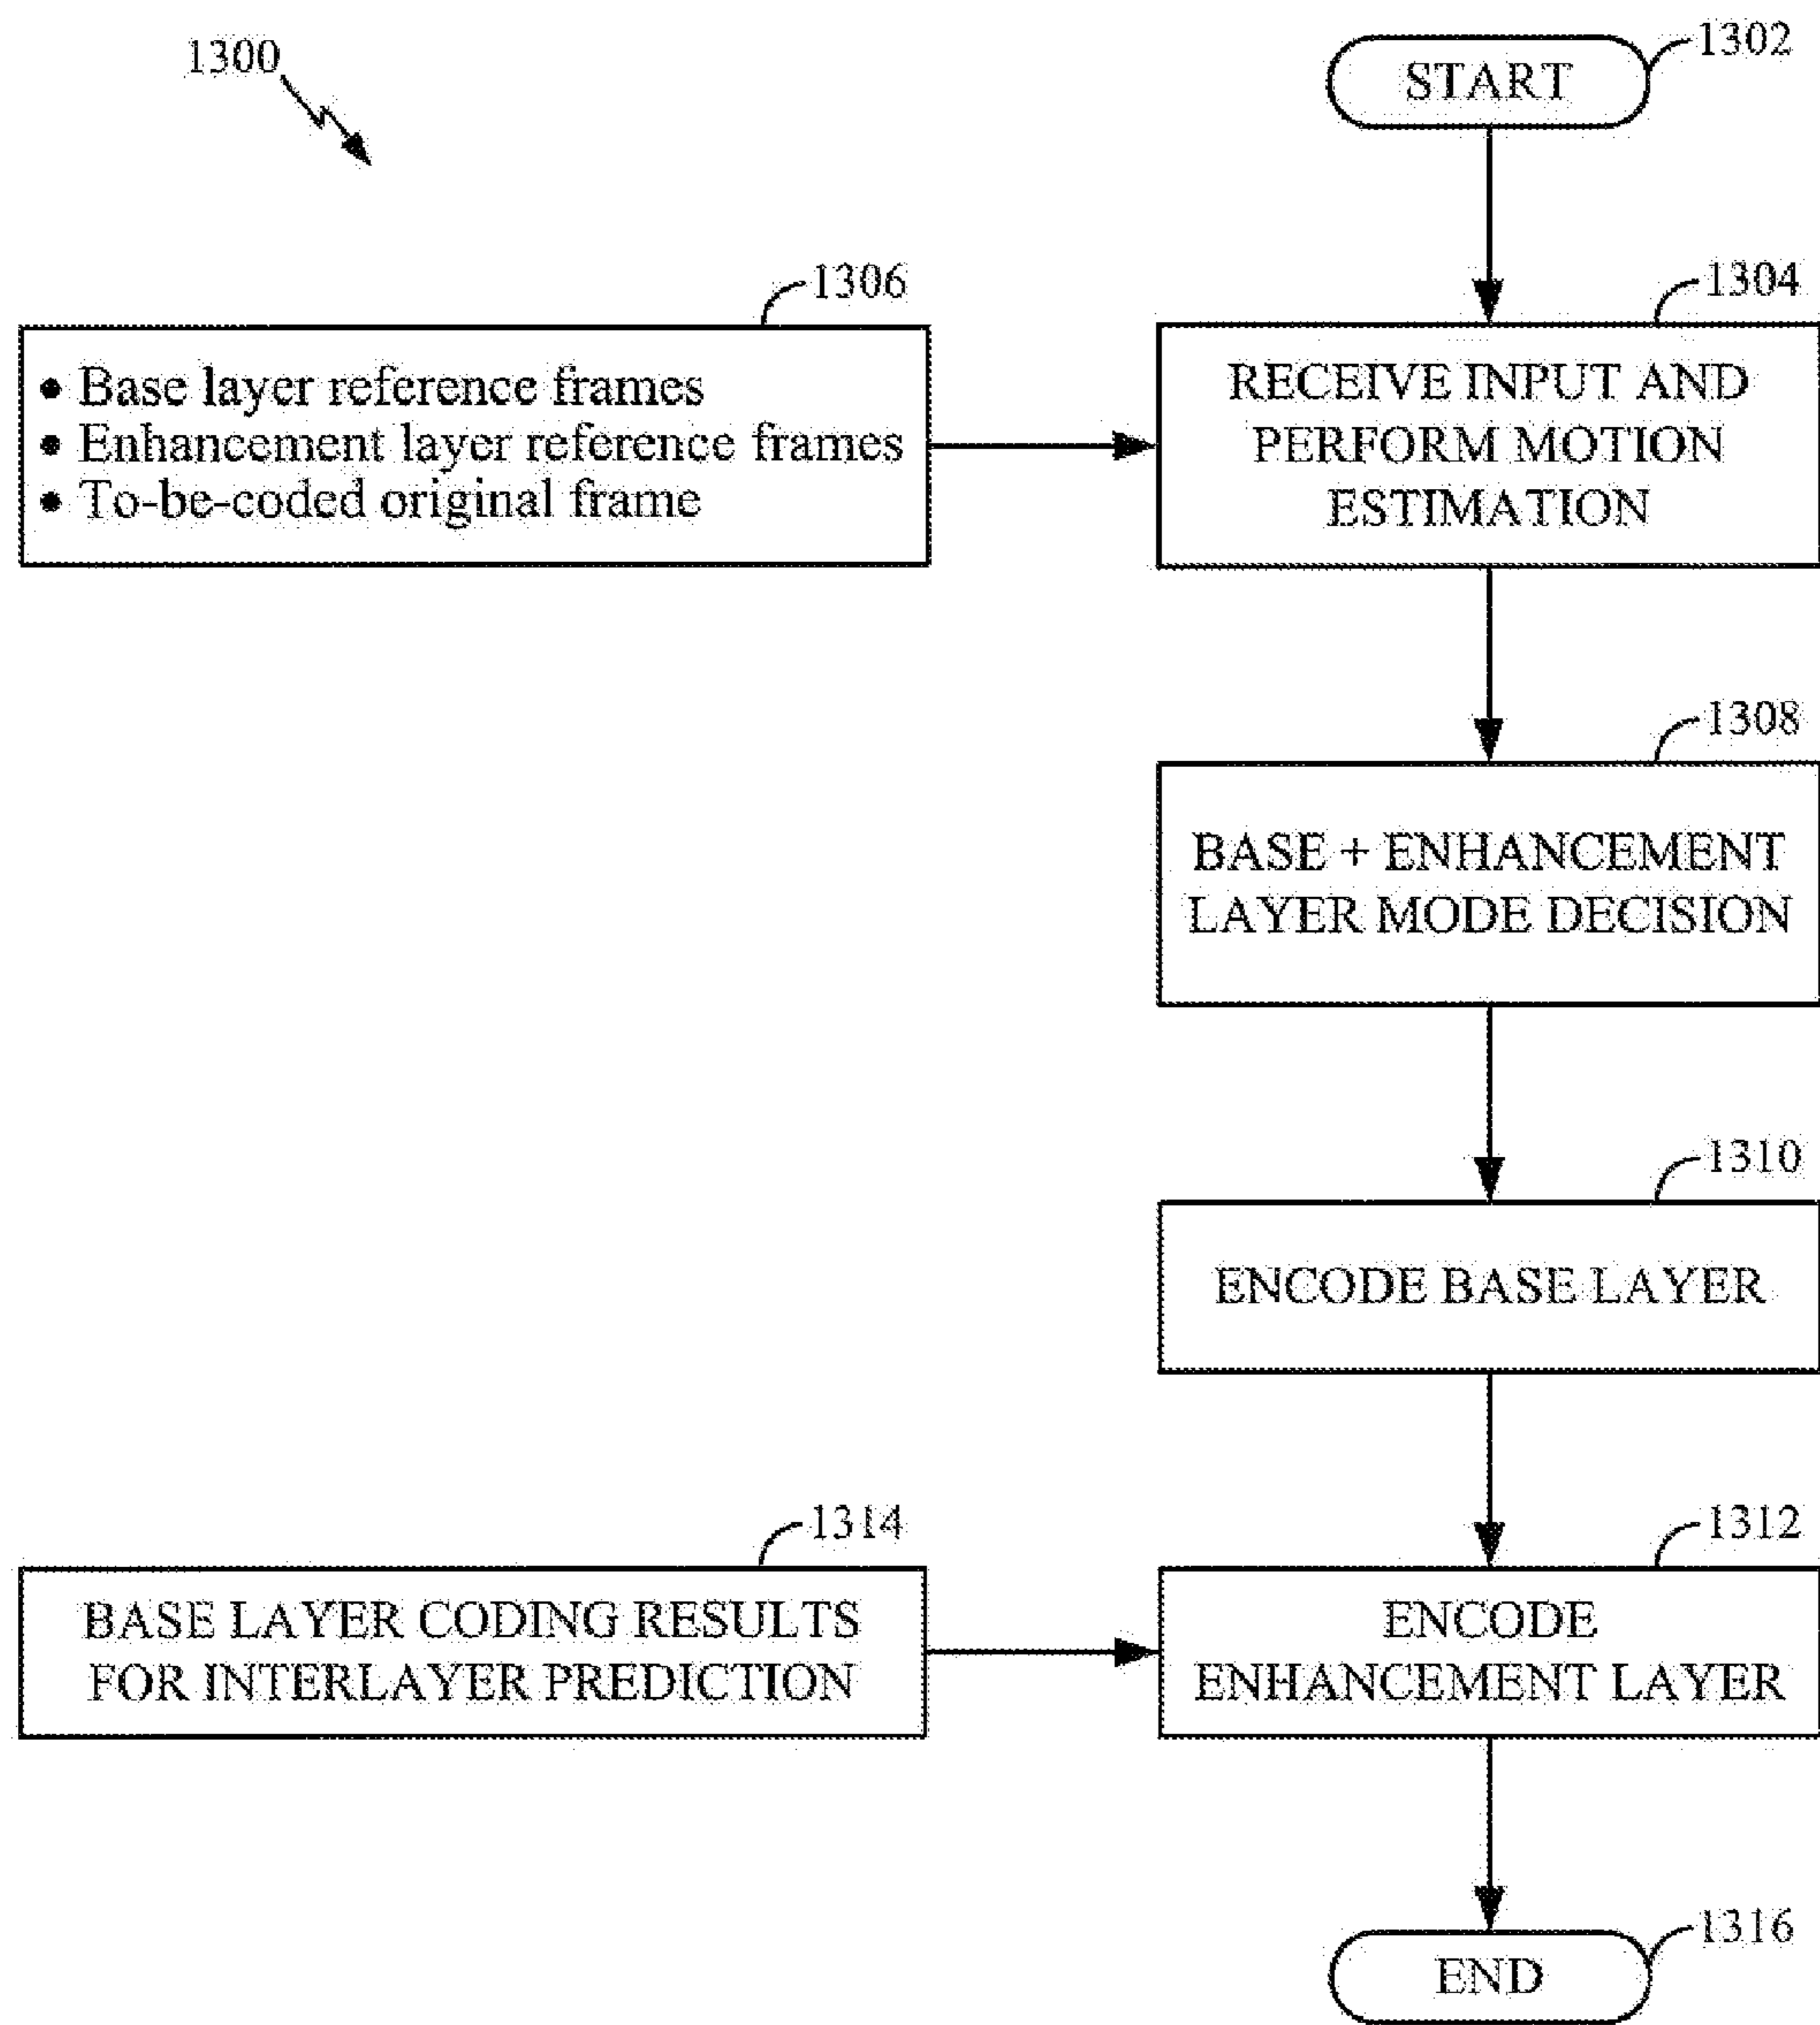 1300
1302
START
1306
• Base layer reference frames
• Enhancement layer reference frames
• To-be-coded original frame
1304
RECEIVE INPUT AND
PERFORM MOTION
ESTIMATION
1308
BASE + ENHANCEMENT
LAYER MODE DECISION
1310
ENCODE BASE LAYER
1314
BASE LAYER CODING RESULTS
FOR INTERLAYER PREDICTION
1312
ENCODE
ENHANCEMENT LAYER
1316
END